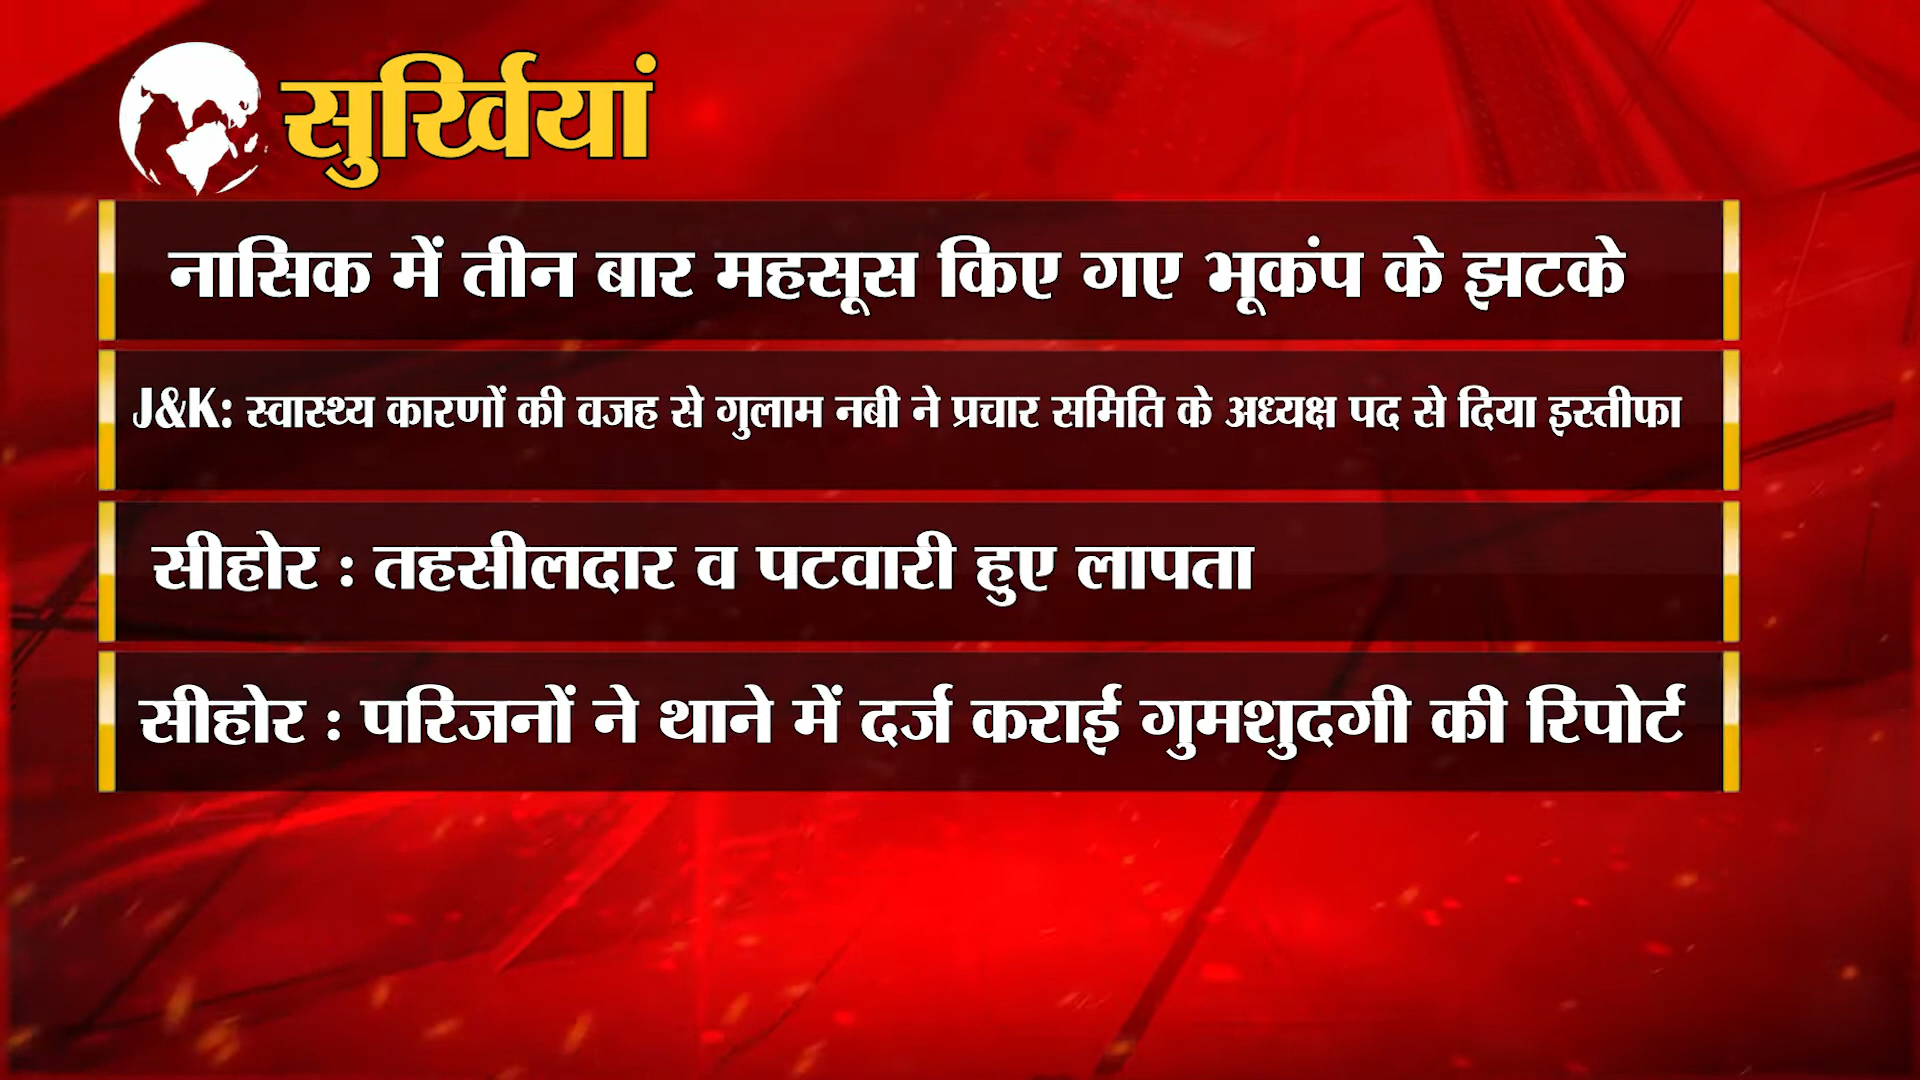 सुर्खियां
नासिक में तीन बार महसूस किए गए भूकंप के झटके
J&K: स्वास्थ्य कारणों की वजह से गुलाम नबी ने प्रचार समिति के अध्यक्ष पद से दिया इस्तीफा
सीहोर : तहसीलदार व पटवारी हुए लापता
सीहोर : परिजनों ने थाने में दर्ज कराई गुमशुदगी की रिपोर्ट